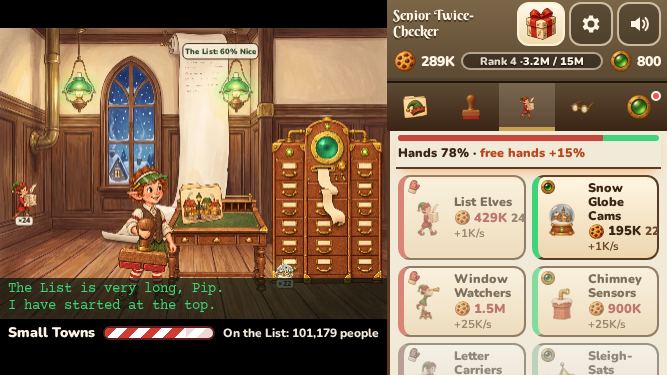 Senior Twice-
Checker
289K
Rank 4 · 3.2M / 15M
800
The List: 60% Nice
Hands 78% · free hands +15%
List Elves
429K 24
+1K/s
Snow
Globe
Cams
195K 22
+1K/s
Window
Watchers
1.5M
+25K/s
Chimney
Sensors
900K
+25K/s
Letter
Carriers
Sleigh-
Sats
×24
×22
The List is very long, Pip.
I have started at the top.
Small Towns
On the List: 101,179 people